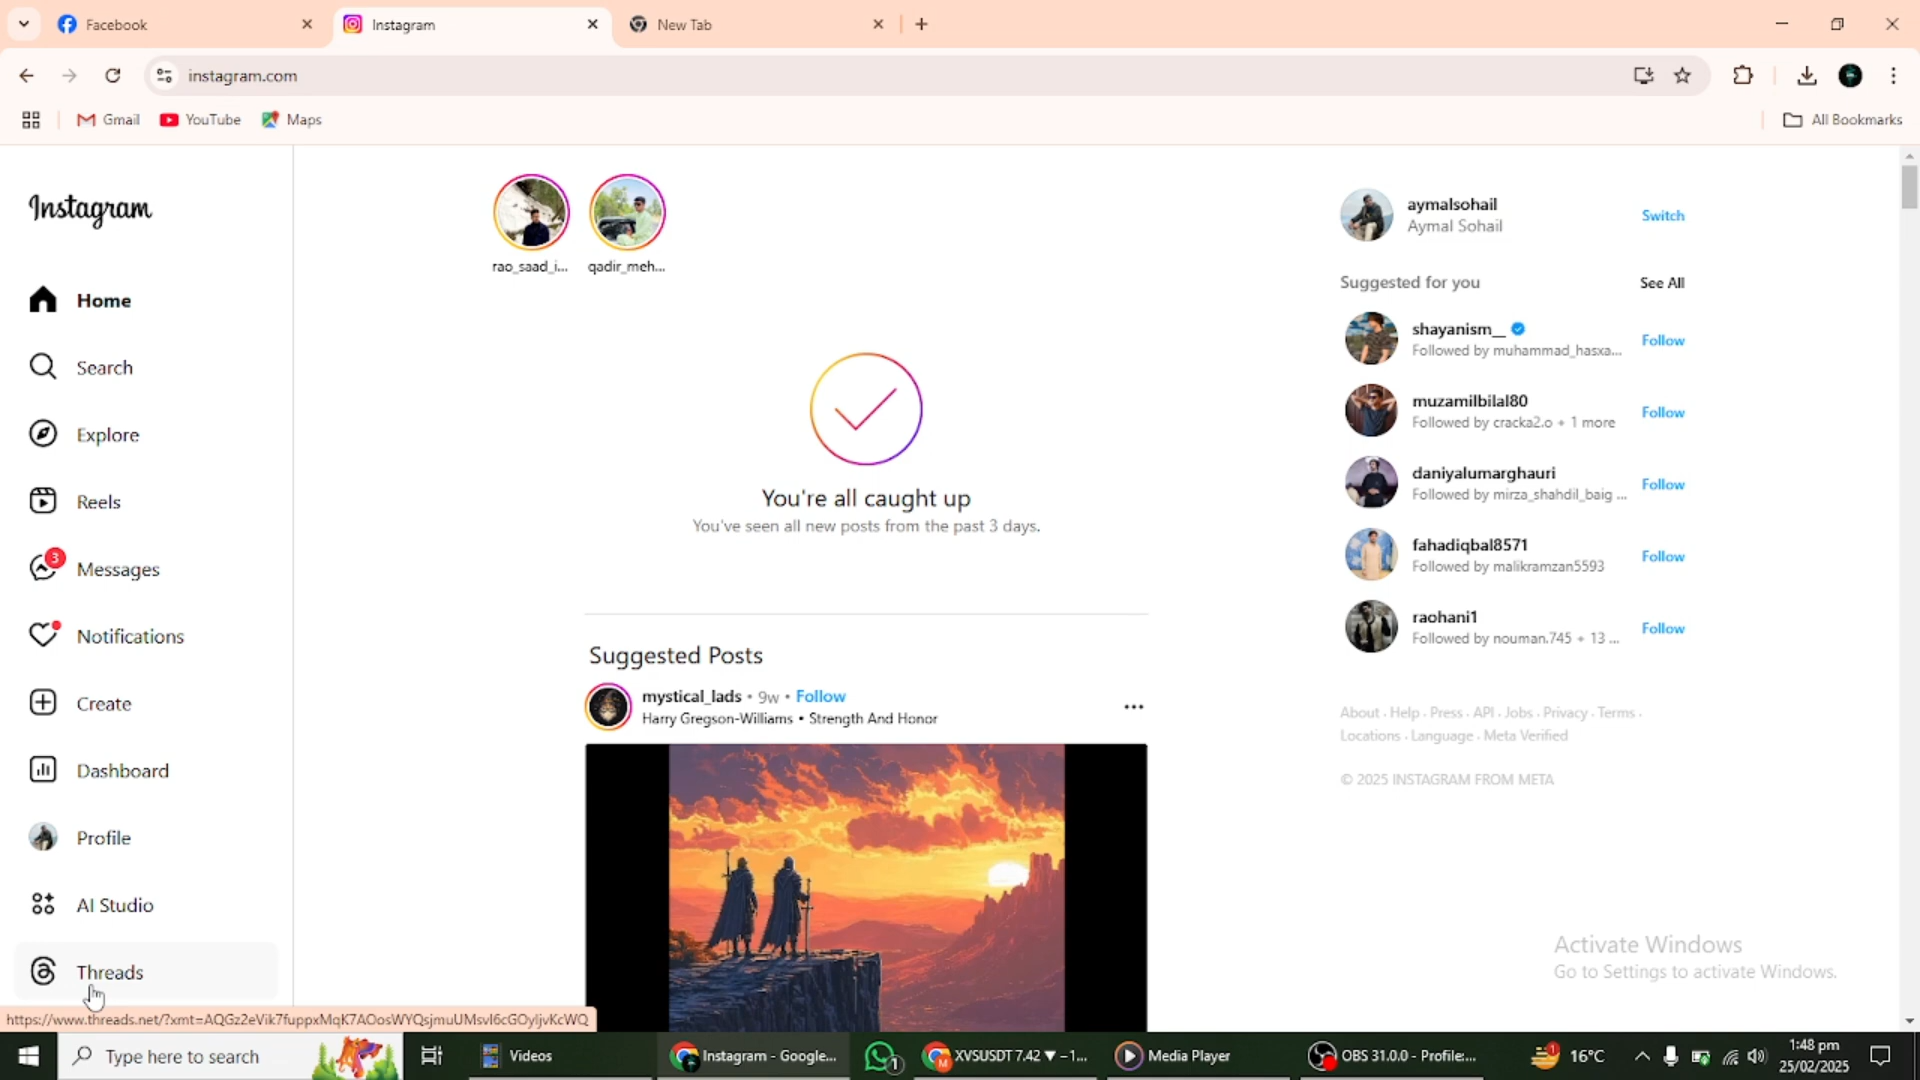 Facebook
Instagram
New Tab
instagram.com
Gmail
YouTube
Maps
All Bookmarks
Instagram
Home
Search
Explore
Reels
3
Messages
Notifications
Create
Dashboard
Profile
AI Studio
Threads
rao_saad_i...
qadir_meh...
You're all caught up
You've seen all new posts from the past 3 days.
Suggested Posts
mystical_lads • 9w • Follow
Harry Gregson-Williams • Strength And Honor
aymalsohail
Aymal Sohail
Switch
Suggested for you
See All
shayanism__
Followed by muhammad_hasxa...
Follow
muzamilbilal80
Followed by cracka2.o + 1 more
Follow
daniyalumarghauri
Followed by mirza_shahdil_baig ...
Follow
fahadiqbal8571
Followed by malikramzan5593
Follow
raohani1
Followed by nouman.745 + 13 ...
Follow
About · Help · Press · API · Jobs · Privacy · Terms ·
Locations · Language · Meta Verified
© 2025 INSTAGRAM FROM META
Activate Windows
Go to Settings to activate Windows.
Type here to search
Videos
Instagram - Google...
1
M
XVSUSDT 7.42 ▼ −1...
Media Player
OBS 31.0.0 - Profile:...
1
16°C
1:48 pm
25/02/2025